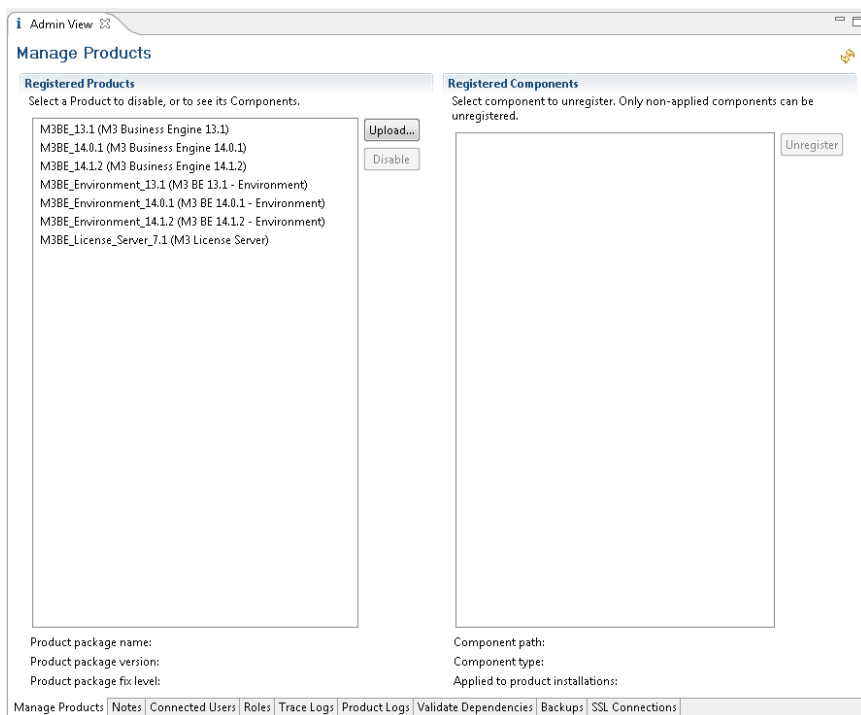 Admin View
Manage Products
Registered Products
Select a Product to disable, or to see its Components.
M3BE_13.1 (M3 Business Engine 13.1)
M3BE_14.0.1 (M3 Business Engine 14.0.1)
M3BE_14.1.2 (M3 Business Engine 14.1.2)
M3BE_Environment_13.1 (M3 BE 13.1 - Environment)
M3BE_Environment_14.0.1 (M3 BE 14.0.1 - Environment)
M3BE_Environment_14.1.2 (M3 BE 14.1.2 - Environment)
M3BE_License_Server_7.1 (M3 License Server)
Upload...
Disable
Product package name:
Product package version:
Product package fix level:
Registered Components
Select component to unregister. Only non-applied components can be
unregistered.
Unregister
Component path:
Component type:
Applied to product installations:
Manage Products Notes Connected Users Roles Trace Logs Product Logs Validate Dependencies Backups SSL Connections